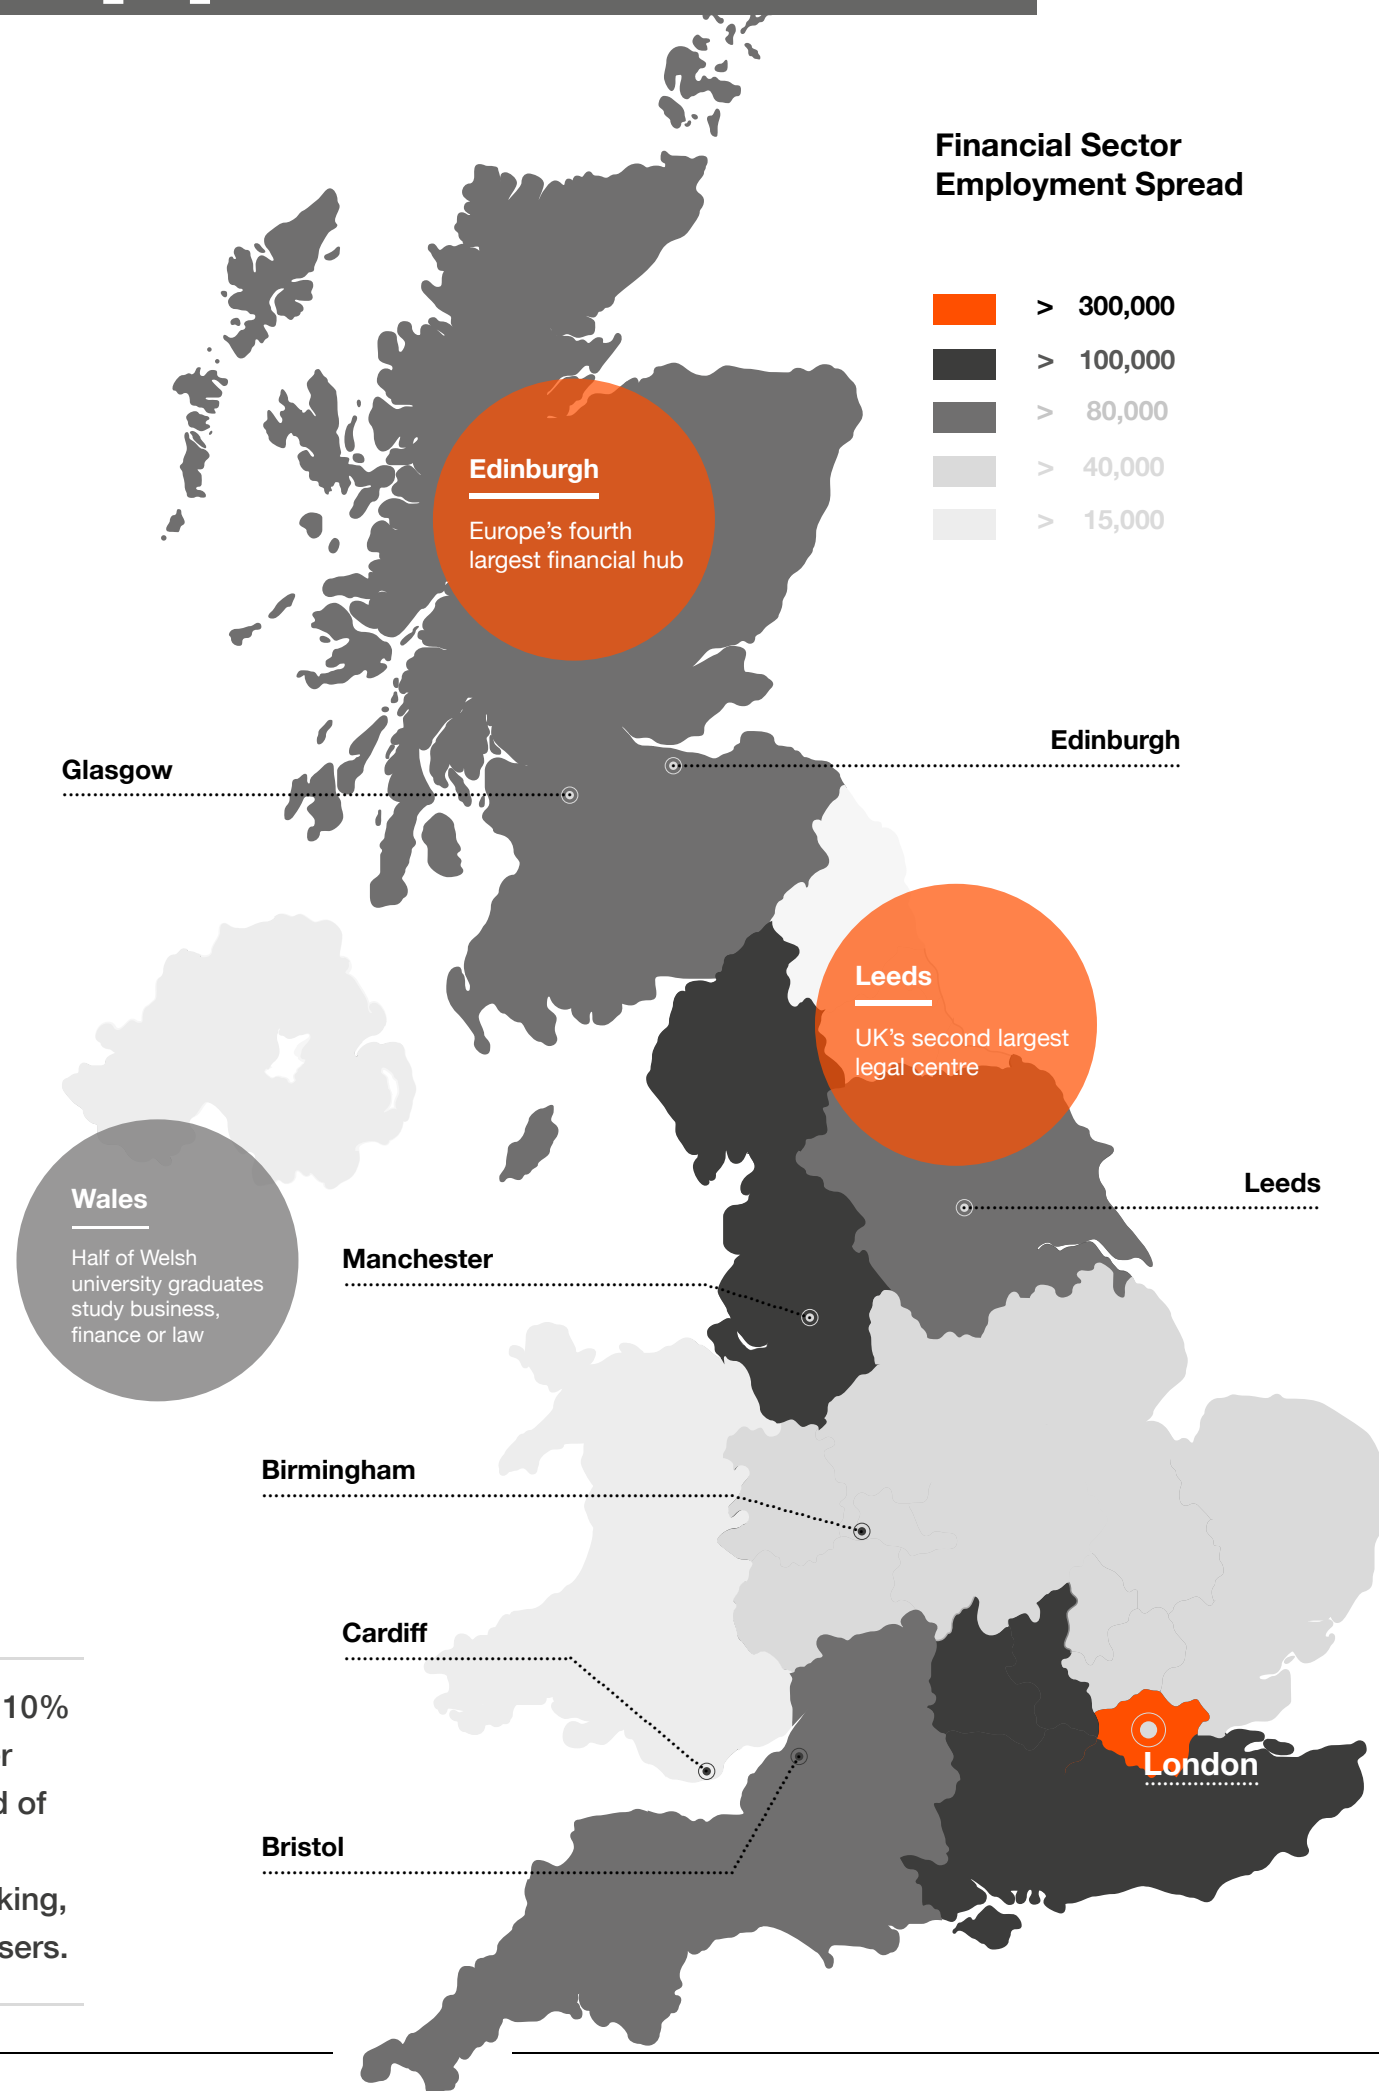 Financial Sector
Employment Spread
> 300,000
> 100,000
> 80,000
> 40,000
> 15,000
Edinburgh
Europe's fourth
largest financial hub
Edinburgh
Glasgow
Leeds
UK's second largest
legal centre
Leeds
Wales
Half of Welsh
university graduates
study business,
finance or law
Manchester
Birmingham
Cardiff
London
Bristol
10%
of